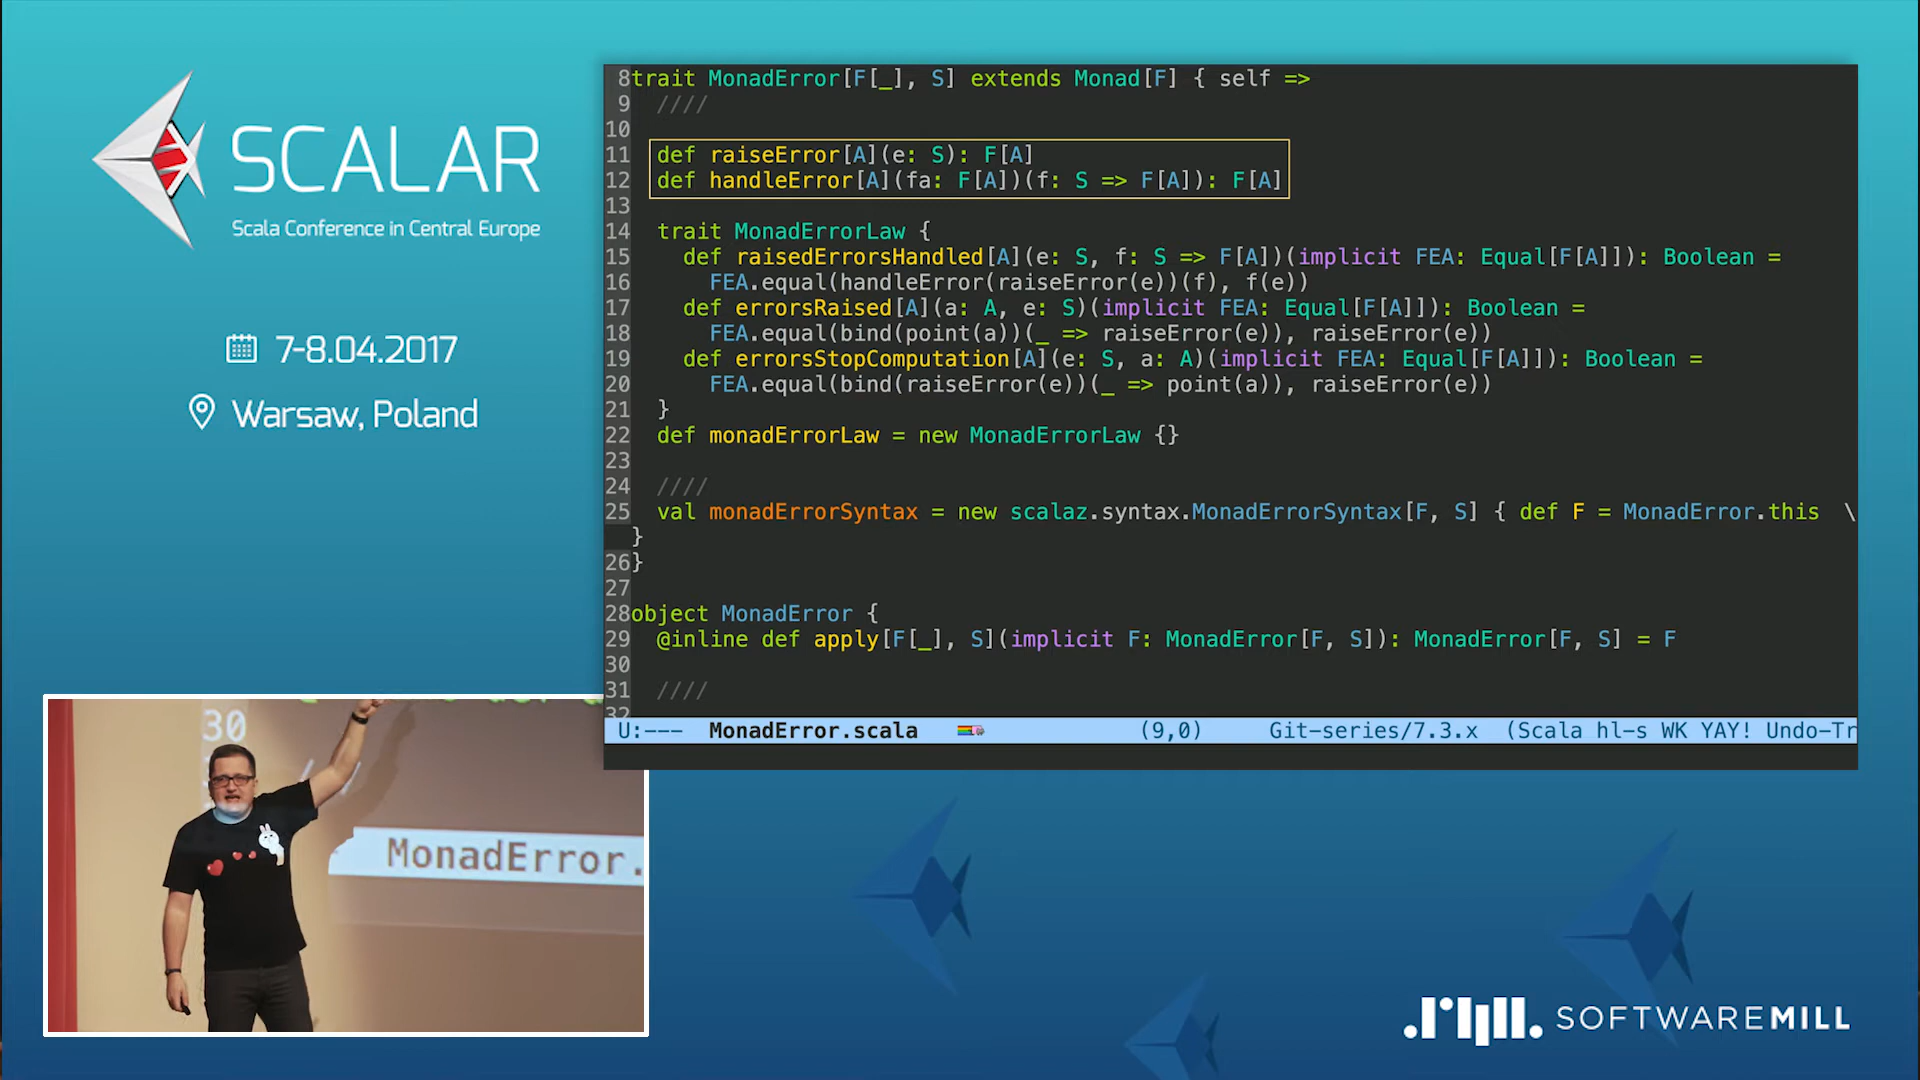 SCALAR
Scala Conference in Central Europe
7-8.04.2017
Warsaw, Poland
8trait MonadError[F[_], S] extends Monad[F] { self =>
9 ////
10
11 def raiseError[A](e: S): F[A]
12 def handleError[A](fa: F[A])(f: S => F[A]): F[A]
13
14 trait MonadErrorLaw {
15 def raisedErrorsHandled[A](e: S, f: S => F[A])(implicit FEA: Equal[F[A]]): Boolean =
16 FEA.equal(handleError(raiseError(e))(f), f(e))
17 def errorsRaised[A](a: A, e: S)(implicit FEA: Equal[F[A]]): Boolean =
18 FEA.equal(bind(point(a))(_ => raiseError(e)), raiseError(e))
19 def errorsStopComputation[A](e: S, a: A)(implicit FEA: Equal[F[A]]): Boolean =
20 FEA.equal(bind(raiseError(e))(_ => point(a)), raiseError(e))
21 }
22 def monadErrorLaw = new MonadErrorLaw {}
23
24 ////
25 val monadErrorSyntax = new scalaz.syntax.MonadErrorSyntax[F, S] { def F = MonadError.this \
}
26}
27
28object MonadError {
29 @inline def apply[F[_], S](implicit F: MonadError[F, S]): MonadError[F, S] = F
30
31 ////
32
U:--- MonadError.scala (9,0) Git-series/7.3.x (Scala hl-s WK YAY! Undo-Tr
30
MonadError.
SOFTWAREMILL